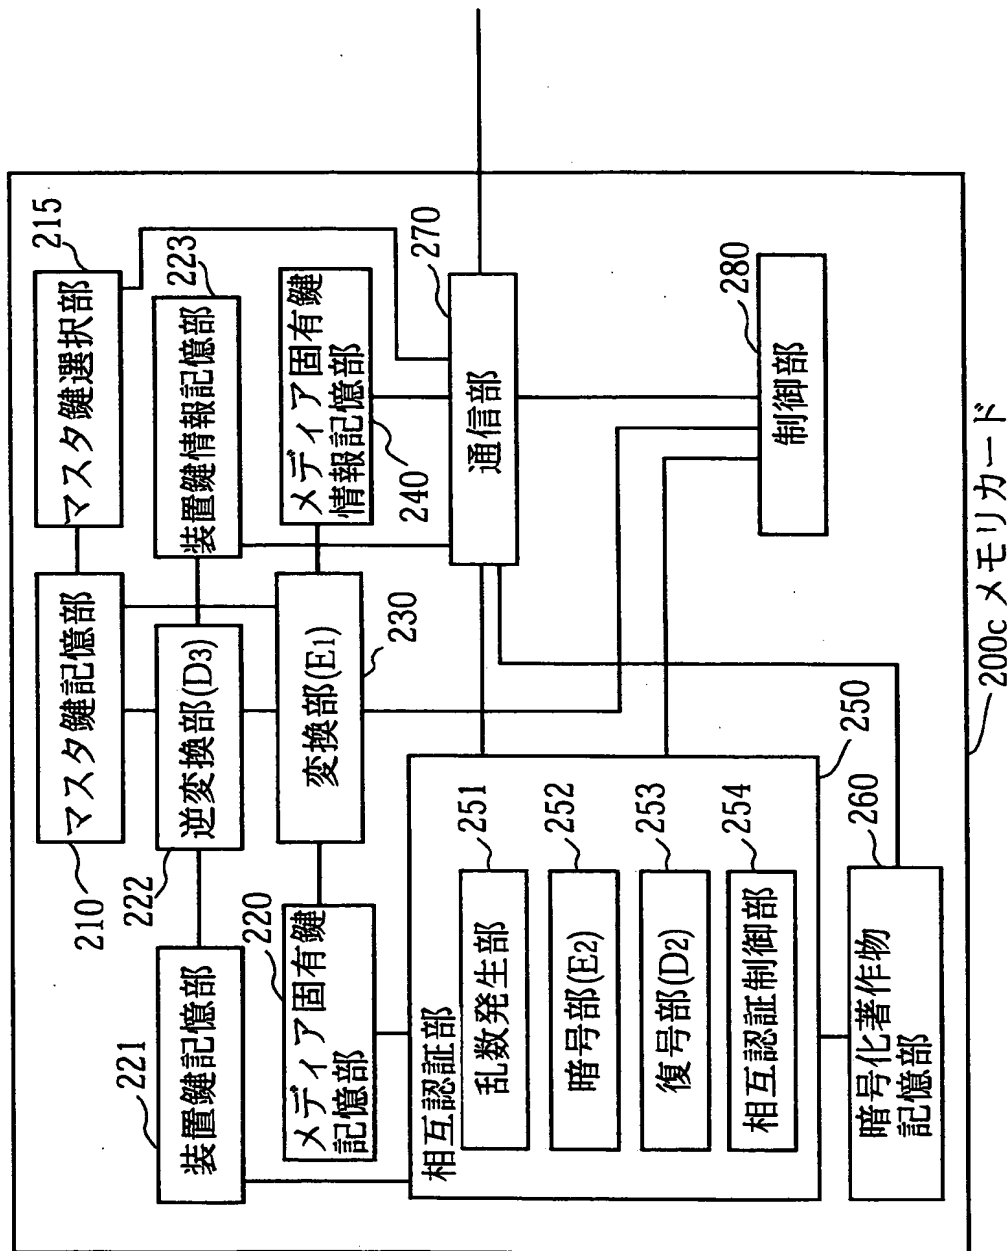 221
装置鍵記憶部
210
マスタ鍵記憶部
マスタ鍵選択部
215
222
逆変換部(D3)
装置鍵情報記憶部
223
220
メディア固有鍵
記憶部
変換部(E1)
230
メディア固有鍵
情報記憶部
240
通信部
270
相互認証部
250
乱数発生部
251
暗号部(E2)
252
復号部(D2)
253
相互認証制御部
254
制御部
280
暗号化著作物
記憶部
260
200c メモリカード